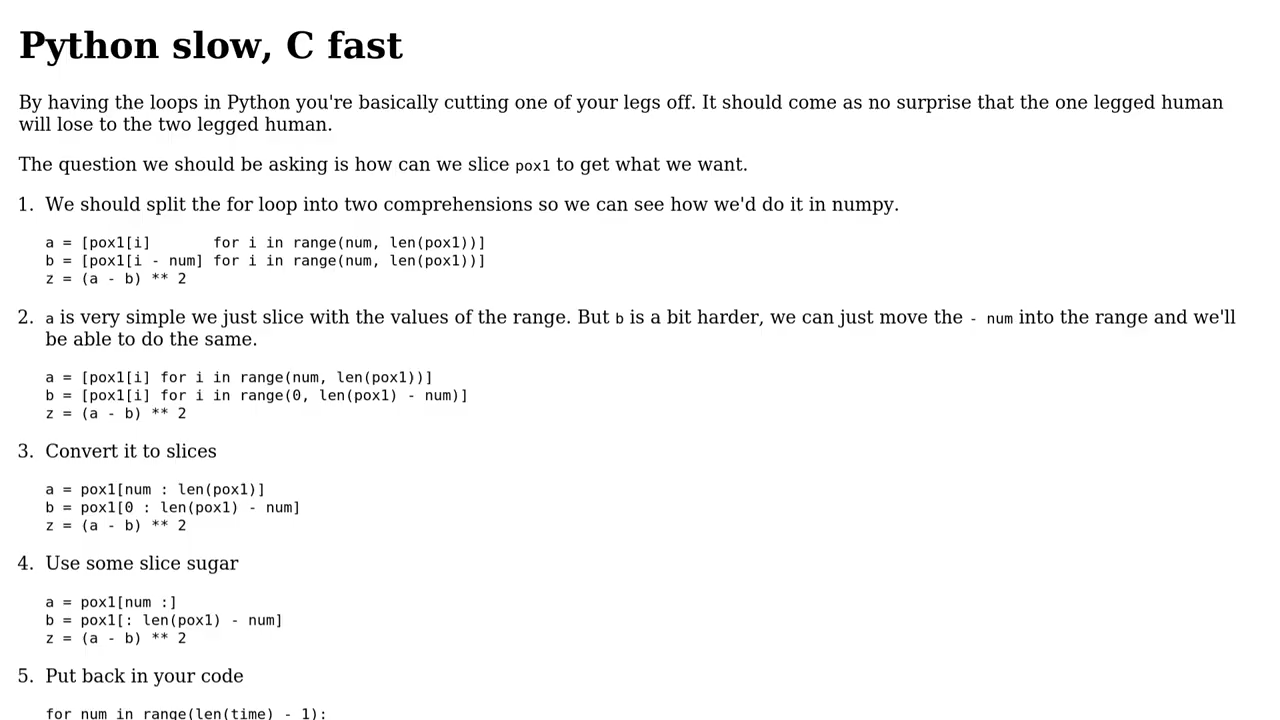 Python slow, C fast
By having the loops in Python you're basically cutting one of your legs off. It should come as no surprise that the one legged human
will lose to the two legged human.
The question we should be asking is how can we slice pox1 to get what we want.
1. We should split the for loop into two comprehensions so we can see how we'd do it in numpy.
a = [pox1[i]       for i in range(num, len(pox1))]
b = [pox1[i - num] for i in range(num, len(pox1))]
z = (a - b) ** 2
2. a is very simple we just slice with the values of the range. But b is a bit harder, we can just move the - num into the range and we'll
be able to do the same.
a = [pox1[i] for i in range(num, len(pox1))]
b = [pox1[i] for i in range(0, len(pox1) - num)]
z = (a - b) ** 2
3. Convert it to slices
a = pox1[num : len(pox1)]
b = pox1[0 : len(pox1) - num]
z = (a - b) ** 2
4. Use some slice sugar
a = pox1[num :]
b = pox1[: len(pox1) - num]
z = (a - b) ** 2
5. Put back in your code
for num in range(len(time) - 1):